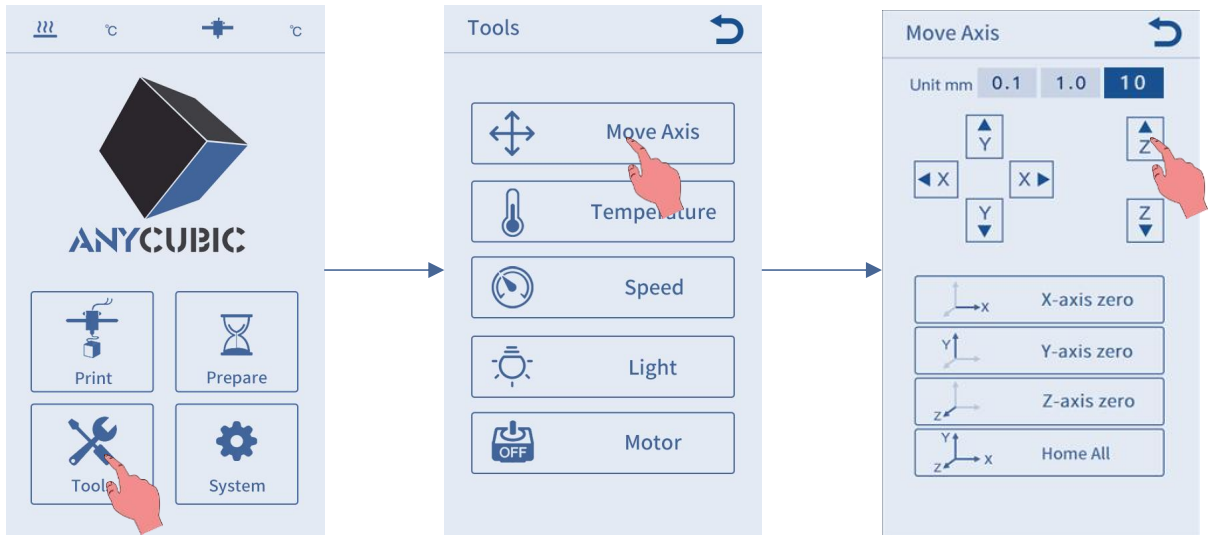 ℃ ℃
ANYCUBIC
Print Prepare
Tools System
Tools
Move Axis
Temperature
Speed
Light
OFF Motor
Move Axis
Unit mm 0.1 1.0 10
Y Z
X X
Y Z
X X-axis zero
Y Y-axis zero
Z Z-axis zero
Y
Z X Home All